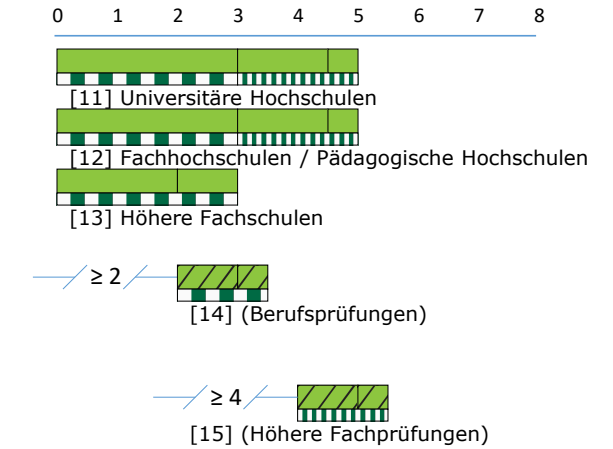 0 1 2 3 4 5 6 7 8
[11] Universitäre Hochschulen
[12] Fachhochschulen / Pädagogische Hochschulen
[13] Höhere Fachschulen
≥ 2
[14] (Berufsprüfungen)
≥ 4
[15] (Höhere Fachprüfungen)